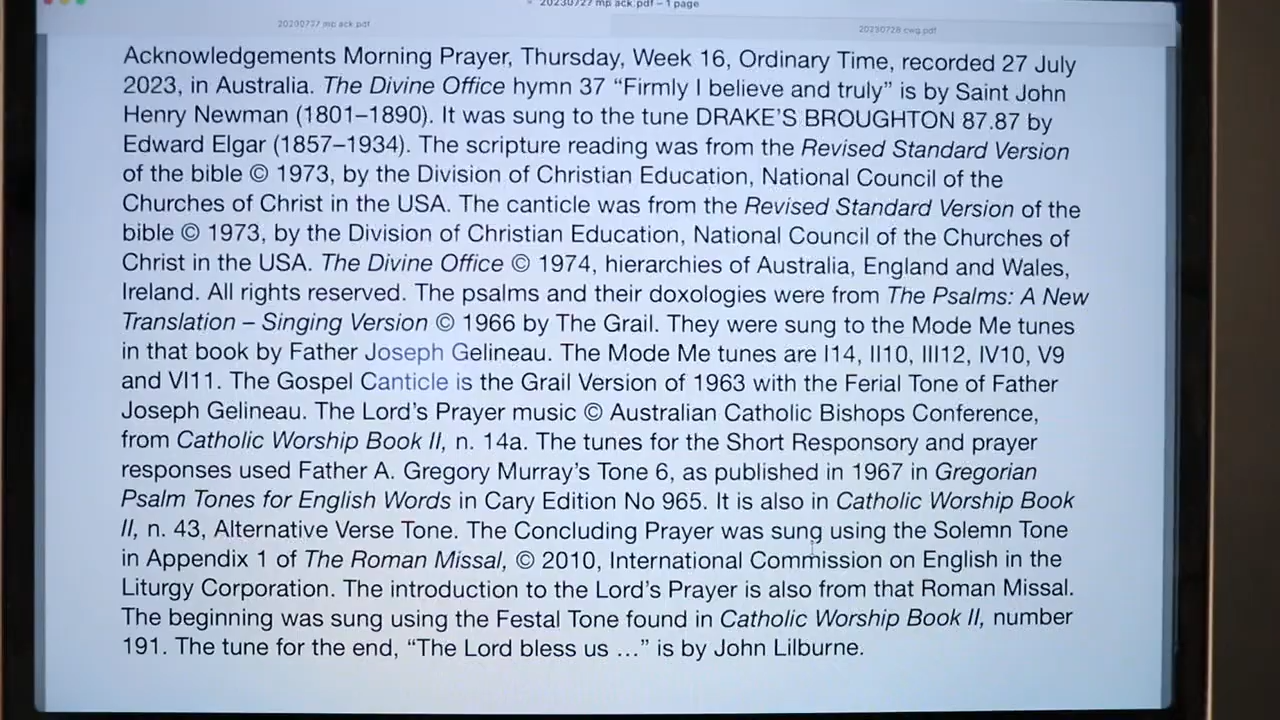 20230727 mp ack.pdf – 1 page
20230727 mp ack.pdf
20230728 cwg.pdf
Acknowledgements Morning Prayer, Thursday, Week 16, Ordinary Time, recorded 27 July
2023, in Australia. The Divine Office hymn 37 “Firmly I believe and truly” is by Saint John
Henry Newman (1801–1890). It was sung to the tune DRAKE’S BROUGHTON 87.87 by
Edward Elgar (1857–1934). The scripture reading was from the Revised Standard Version
of the bible © 1973, by the Division of Christian Education, National Council of the
Churches of Christ in the USA. The canticle was from the Revised Standard Version of the
bible © 1973, by the Division of Christian Education, National Council of the Churches of
Christ in the USA. The Divine Office © 1974, hierarchies of Australia, England and Wales,
Ireland. All rights reserved. The psalms and their doxologies were from The Psalms: A New
Translation – Singing Version © 1966 by The Grail. They were sung to the Mode Me tunes
in that book by Father Joseph Gelineau. The Mode Me tunes are I14, II10, III12, IV10, V9
and VI11. The Gospel Canticle is the Grail Version of 1963 with the Ferial Tone of Father
Joseph Gelineau. The Lord’s Prayer music © Australian Catholic Bishops Conference,
from Catholic Worship Book II, n. 14a. The tunes for the Short Responsory and prayer
responses used Father A. Gregory Murray’s Tone 6, as published in 1967 in Gregorian
Psalm Tones for English Words in Cary Edition No 965. It is also in Catholic Worship Book
II, n. 43, Alternative Verse Tone. The Concluding Prayer was sung using the Solemn Tone
in Appendix 1 of The Roman Missal, © 2010, International Commission on English in the
Liturgy Corporation. The introduction to the Lord’s Prayer is also from that Roman Missal.
The beginning was sung using the Festal Tone found in Catholic Worship Book II, number
191. The tune for the end, “The Lord bless us …” is by John Lilburne.